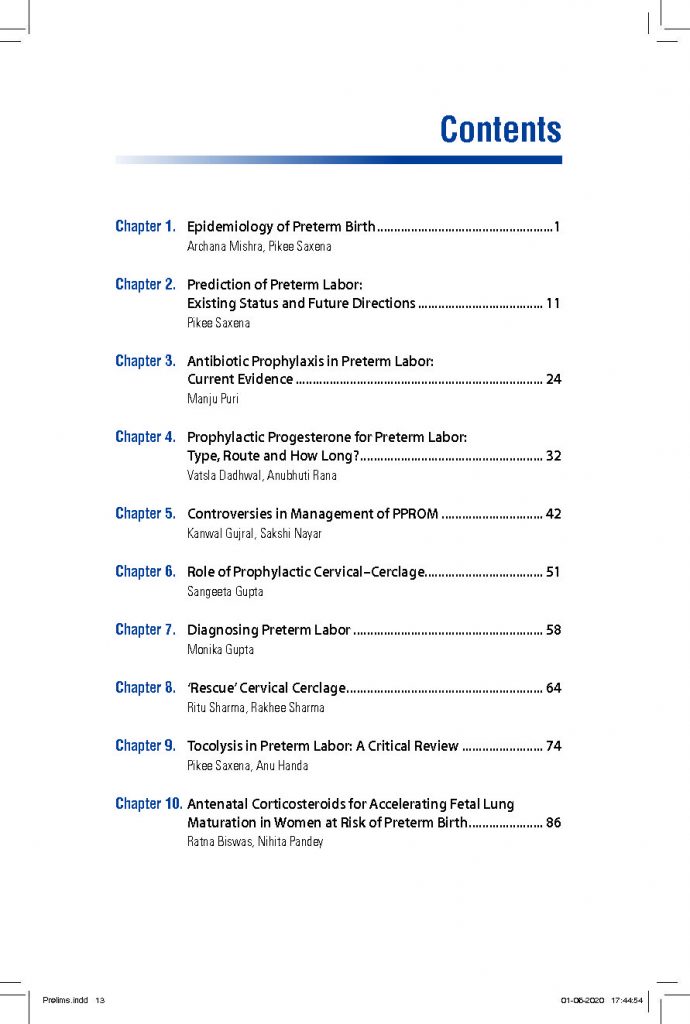 Contents
Chapter 1. Epidemiology of Preterm Birth....................................................1
Archana Mishra, Pikee Saxena
Chapter 2. Prediction of Preterm Labor:
Existing Status and Future Directions ..................................... 11
Pikee Saxena
Chapter 3. Antibiotic Prophylaxis in Preterm Labor:
Current Evidence ......................................................................... 24
Manju Puri
Chapter 4. Prophylactic Progesterone for Preterm Labor:
Type, Route and How Long?...................................................... 32
Vatsla Dadhwal, Anubhuti Rana
Chapter 5. Controversies in Management of PPROM .............................. 42
Kanwal Gujral, Sakshi Nayar
Chapter 6. Role of Prophylactic Cervical–Cerclage................................... 51
Sangeeta Gupta
Chapter 7. Diagnosing Preterm Labor ........................................................ 58
Monika Gupta
Chapter 8. ‘Rescue’ Cervical Cerclage.......................................................... 64
Ritu Sharma, Rakhee Sharma
Chapter 9. Tocolysis in Preterm Labor: A Critical Review ........................ 74
Pikee Saxena, Anu Handa
Chapter 10. Antenatal Corticosteroids for Accelerating Fetal Lung
Maturation in Women at Risk of Preterm Birth...................... 86
Ratna Biswas, Nihita Pandey
Prelims.indd 13 01-06-2020 17:44:54